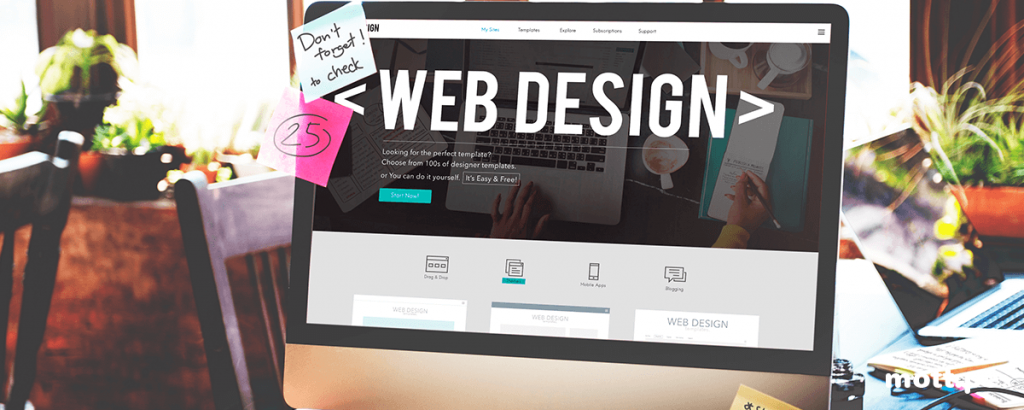 Don't
forget!
to check
25
My Sites Templates Explore Subscriptions Support
< WEB DESIGN >
Looking for the perfect template?
Choose from 100s of designer templates.
or You can do it yourself. It's Easy & Free!
Start Now!
Drag & Drop Mobile Apps Blogging
WEB DESIGN WEB DESIGN WEB DESIGN